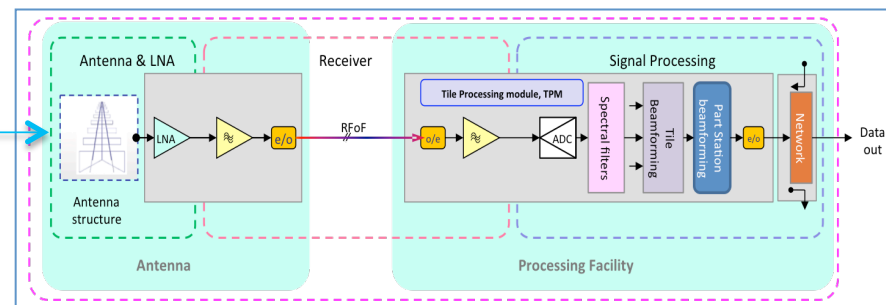 Antenna & LNA
Receiver
Signal Processing
Tile Processing module, TPM
LNA
e/o
RFoF
o/e
ADC
Spectral filters
Tile
Beamforming
Part Station
beamforming
e/o
Network
Data
out
Antenna
structure
Antenna
Processing Facility